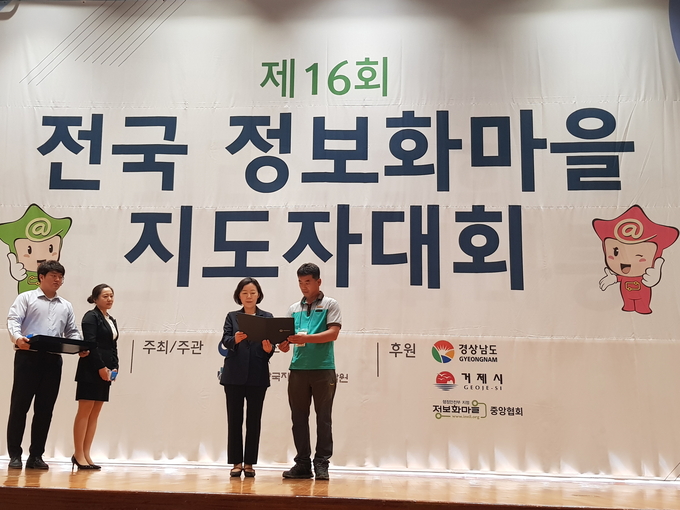 제16회
전국 정보화마을
지도자대회
주최/주관
후원
경상남도
GYEONGNAM
거제시
GEOJE-SI
정보화마을 중앙협회